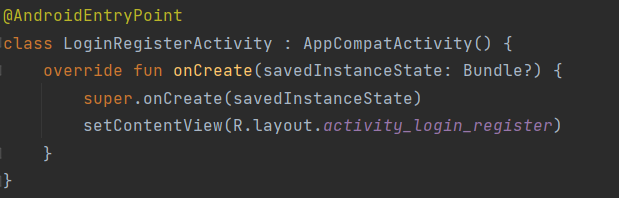 @AndroidEntryPoint
class LoginRegisterActivity : AppCompatActivity() {
    override fun onCreate(savedInstanceState: Bundle?) {
        super.onCreate(savedInstanceState)
        setContentView(R.layout.activity_login_register)
    }
}